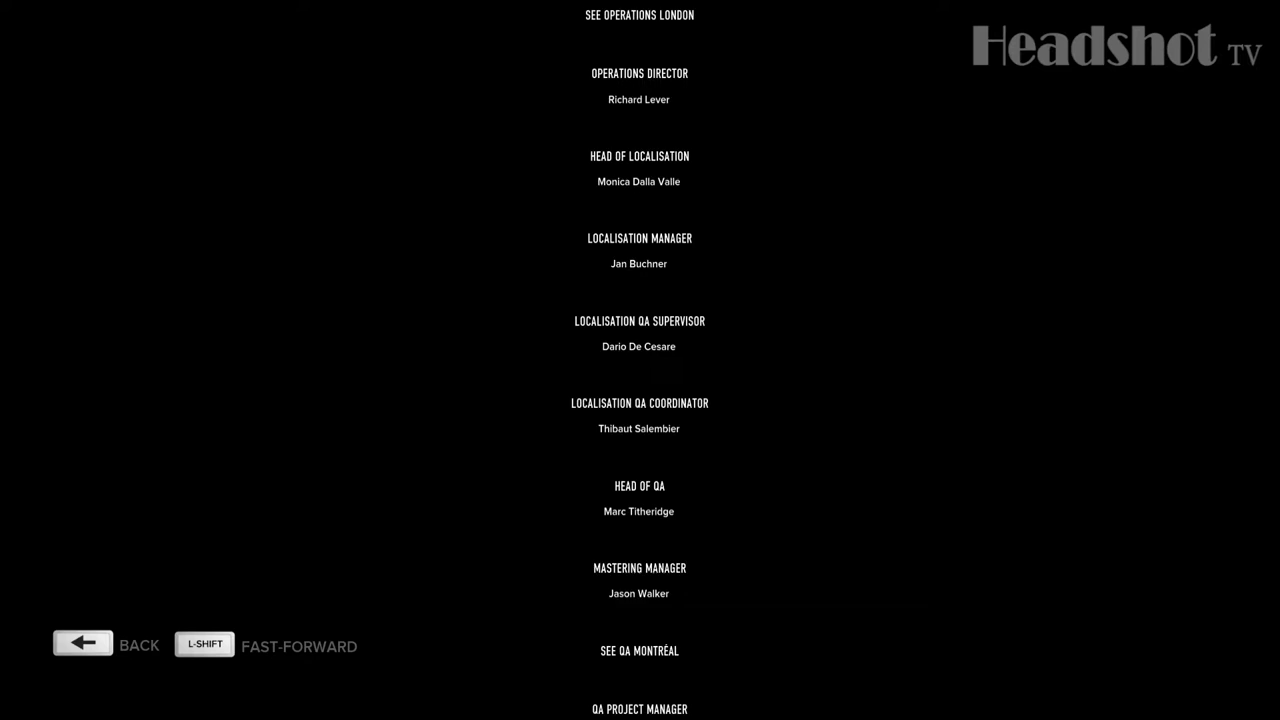 SEE OPERATIONS LONDON
Headshot TV
OPERATIONS DIRECTOR
Richard Lever
HEAD OF LOCALISATION
Monica Dalla Valle
LOCALISATION MANAGER
Jan Buchner
LOCALISATION QA SUPERVISOR
Dario De Cesare
LOCALISATION QA COORDINATOR
Thibaut Salembier
HEAD OF QA
Marc Titheridge
MASTERING MANAGER
Jason Walker
BACK L-SHIFT FAST-FORWARD
SEE QA MONTRÉAL
QA PROJECT MANAGER